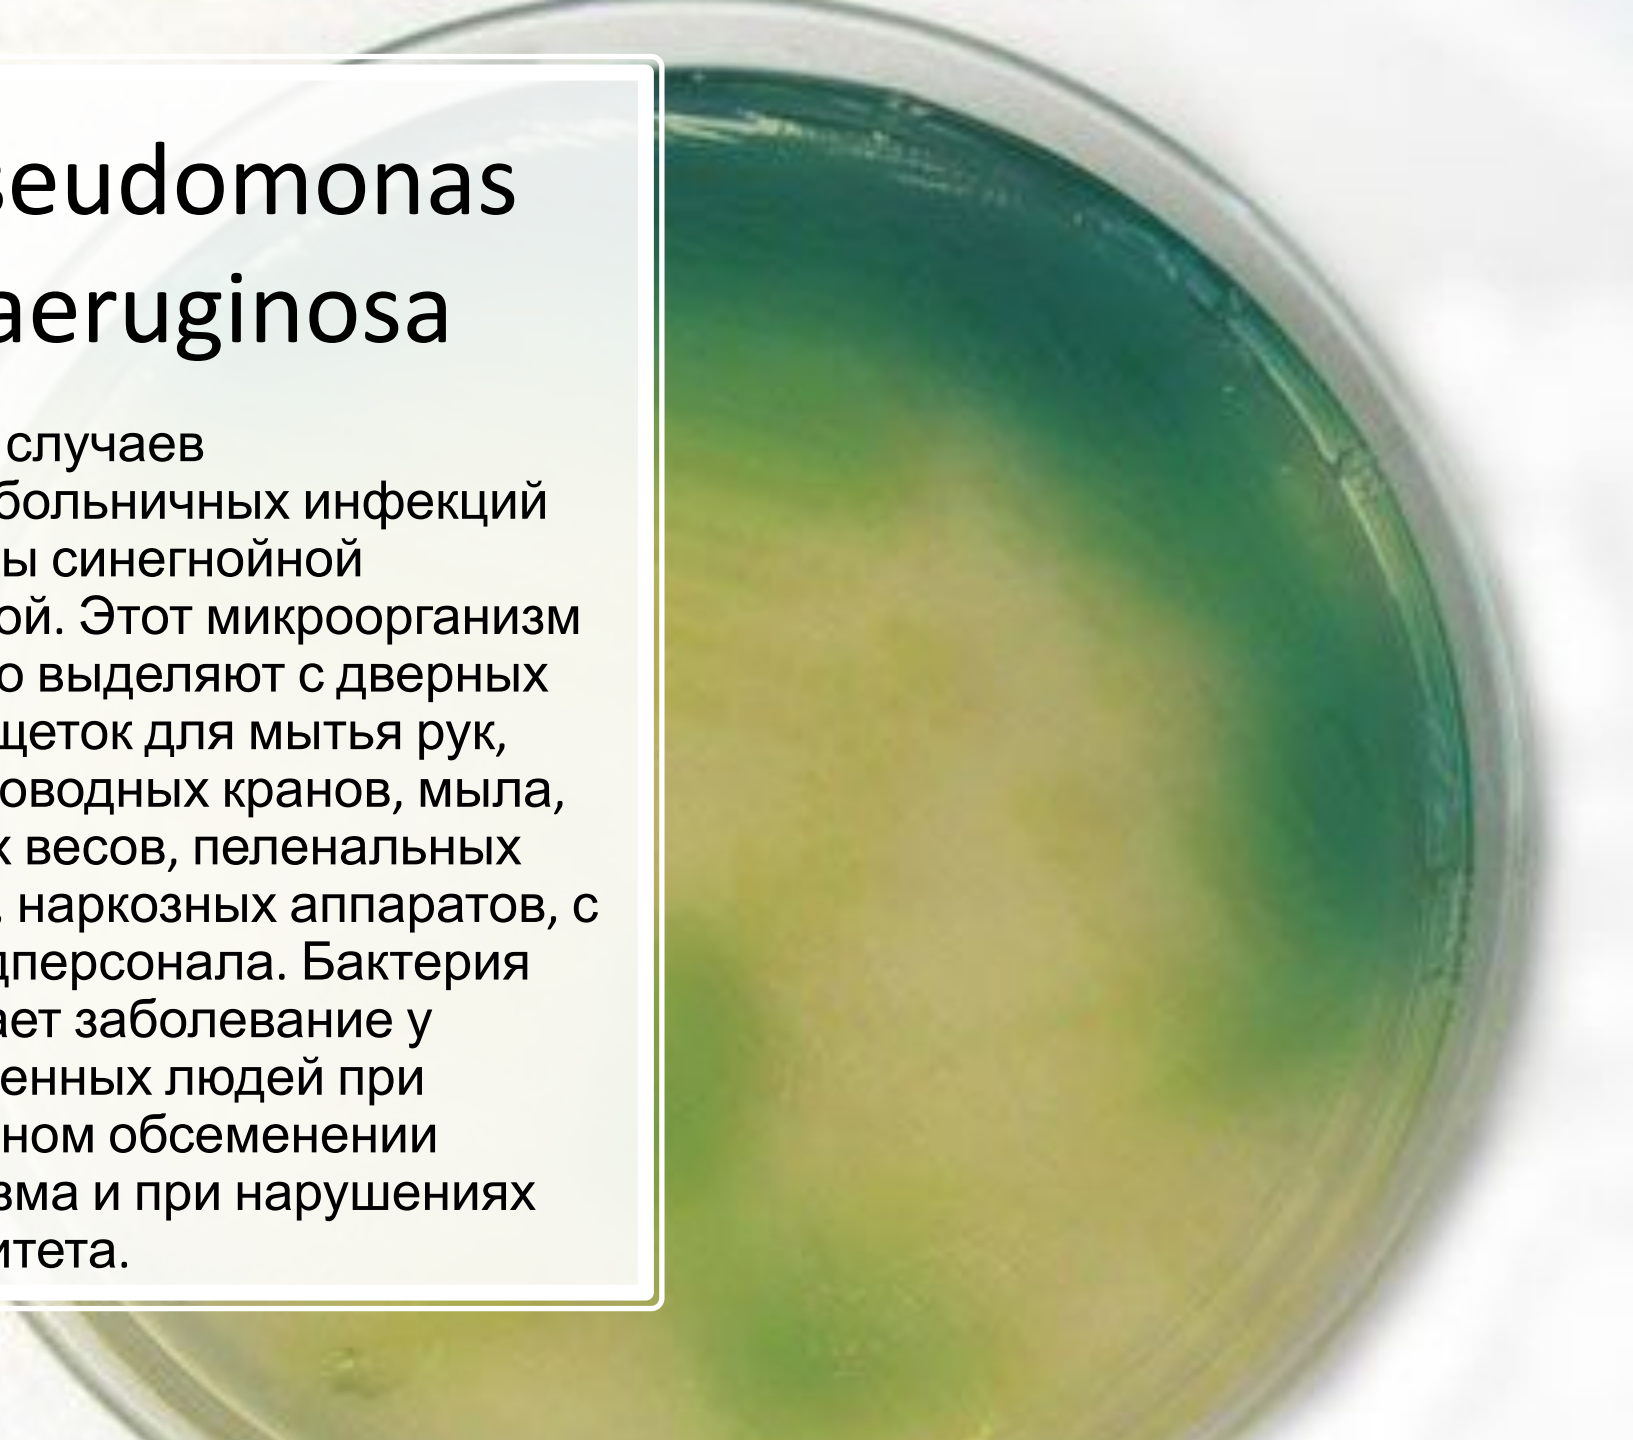 seudomonas
aeruginosa
случаев
больничных инфекций
ы синегнойной
ой. Этот микроорганизм
о выделяют с дверных
щеток для мытья рук,
оводных кранов, мыла,
х весов, пеленальных
, наркозных аппаратов, с
дперсонала. Бактерия
ает заболевание у
енных людей при
ном обсеменении
зма и при нарушениях
итета.